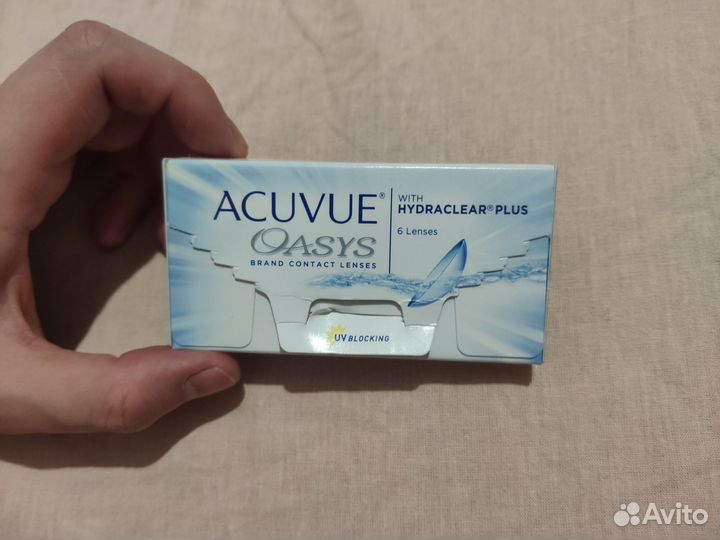 ACUVUE®
OASYS
BRAND CONTACT LENSES
WITH
HYDRACLEAR® PLUS
6 Lenses
UV BLOCKING
Avito